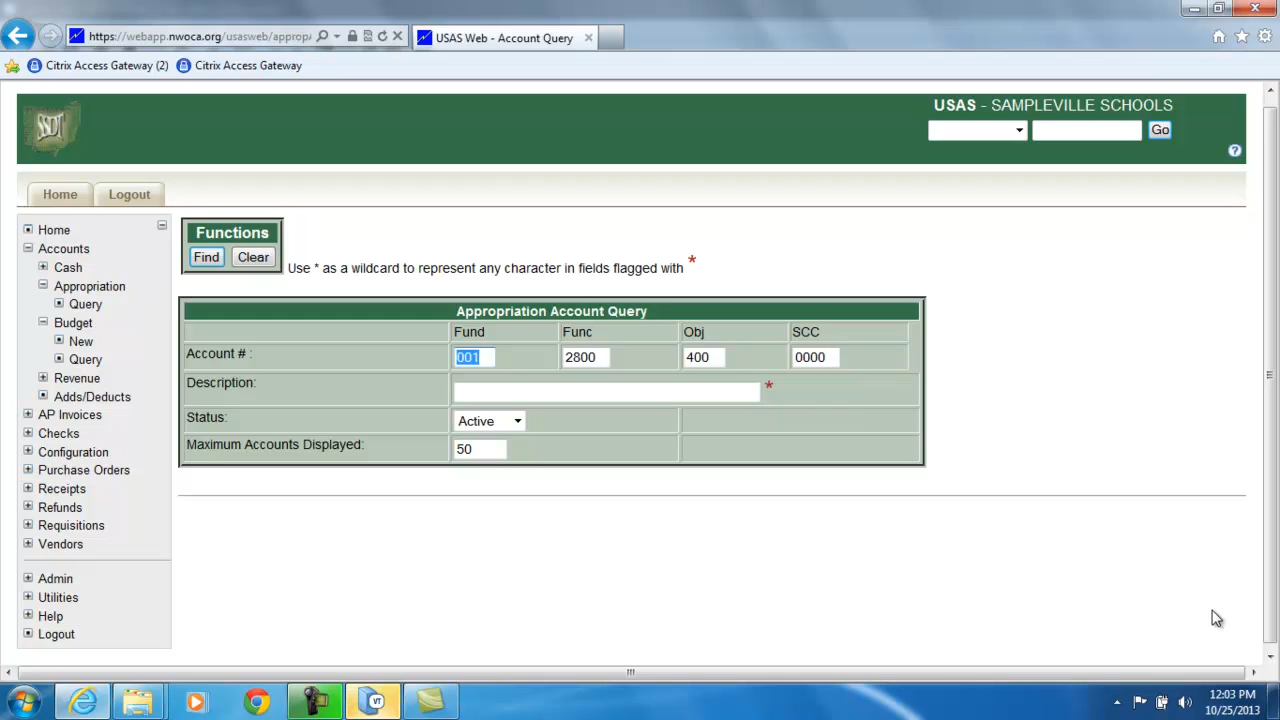 https://webapp.nwoca.org/usasweb/appropa
USAS Web - Account Query
Citrix Access Gateway (2)
Citrix Access Gateway
SSDT
USAS - SAMPLEVILLE SCHOOLS
Go
?
Home
Logout
Home
Accounts
Cash
Appropriation
Query
Budget
New
Query
Revenue
Adds/Deducts
AP Invoices
Checks
Configuration
Purchase Orders
Receipts
Refunds
Requisitions
Vendors
Admin
Utilities
Help
Logout
Functions
Find
Clear
Use * as a wildcard to represent any character in fields flagged with *
Appropriation Account Query
Fund Func Obj SCC
Account # : 001 2800 400 0000
Description: *
Status: Active
Maximum Accounts Displayed: 50
12:03 PM
10/25/2013